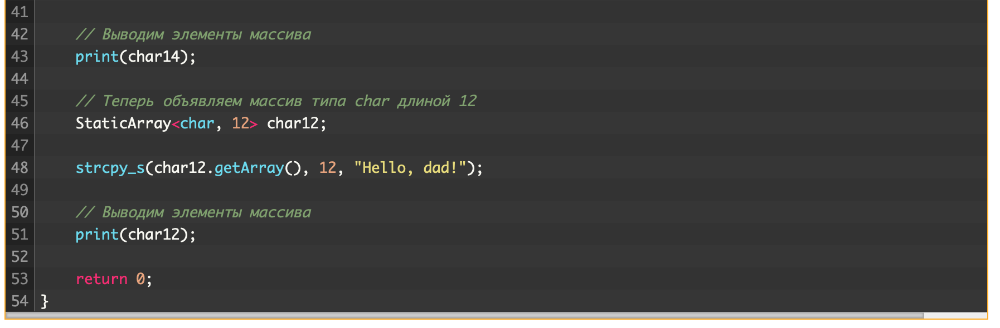 41
42 // Выводим элементы массива
43 print(char14);
44
45 // Теперь объявляем массив типа char длиной 12
46 StaticArray<char, 12> char12;
47
48 strcpy_s(char12.getArray(), 12, "Hello, dad!");
49
50 // Выводим элементы массива
51 print(char12);
52
53 return 0;
54 }